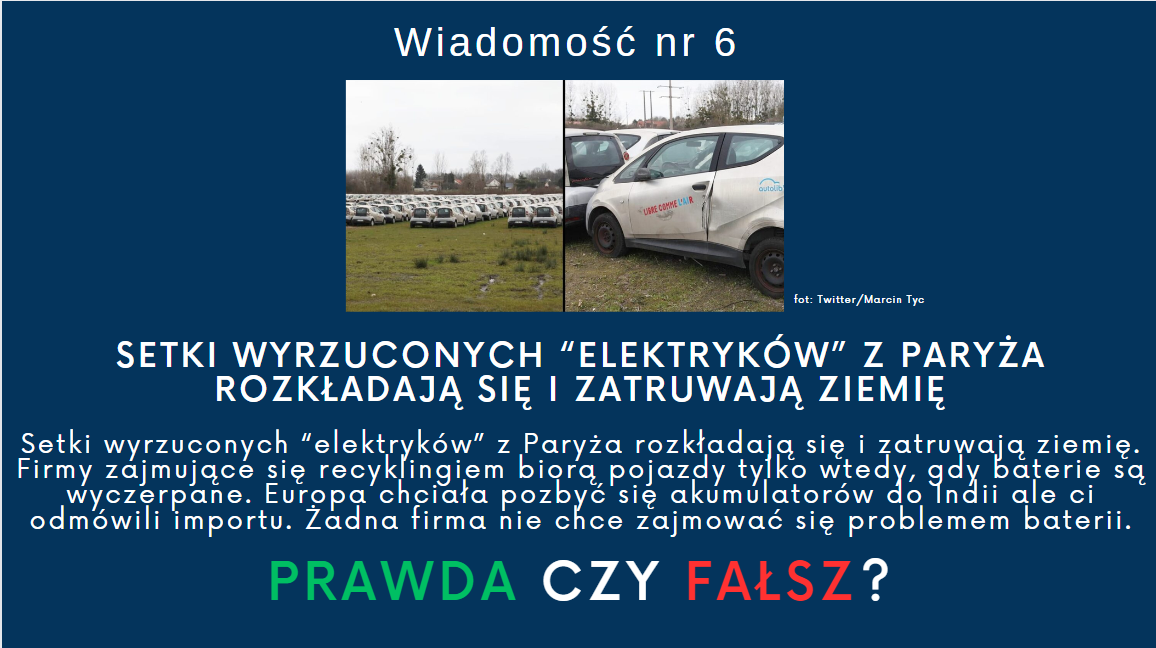 Wiadomość nr 6
LIBRE COMME L'AIR
autolib'
fot: Twitter/Marcin Tyc
SETKI WYRZUCONYCH “ELEKTRYKÓW” Z PARYŻA
ROZKŁADAJĄ SIĘ I ZATRUWAJĄ ZIEMIĘ
Setki wyrzuconych “elektryków” z Paryża rozkładają się i zatruwają ziemię.
Firmy zajmujące się recyklingiem biorą pojazdy tylko wtedy, gdy baterie są
wyczerpane. Europa chciała pozbyć się akumulatorów do Indii ale ci
odmówili importu. Żadna firma nie chce zajmować się problemem baterii.
PRAWDA CZY FAŁSZ?